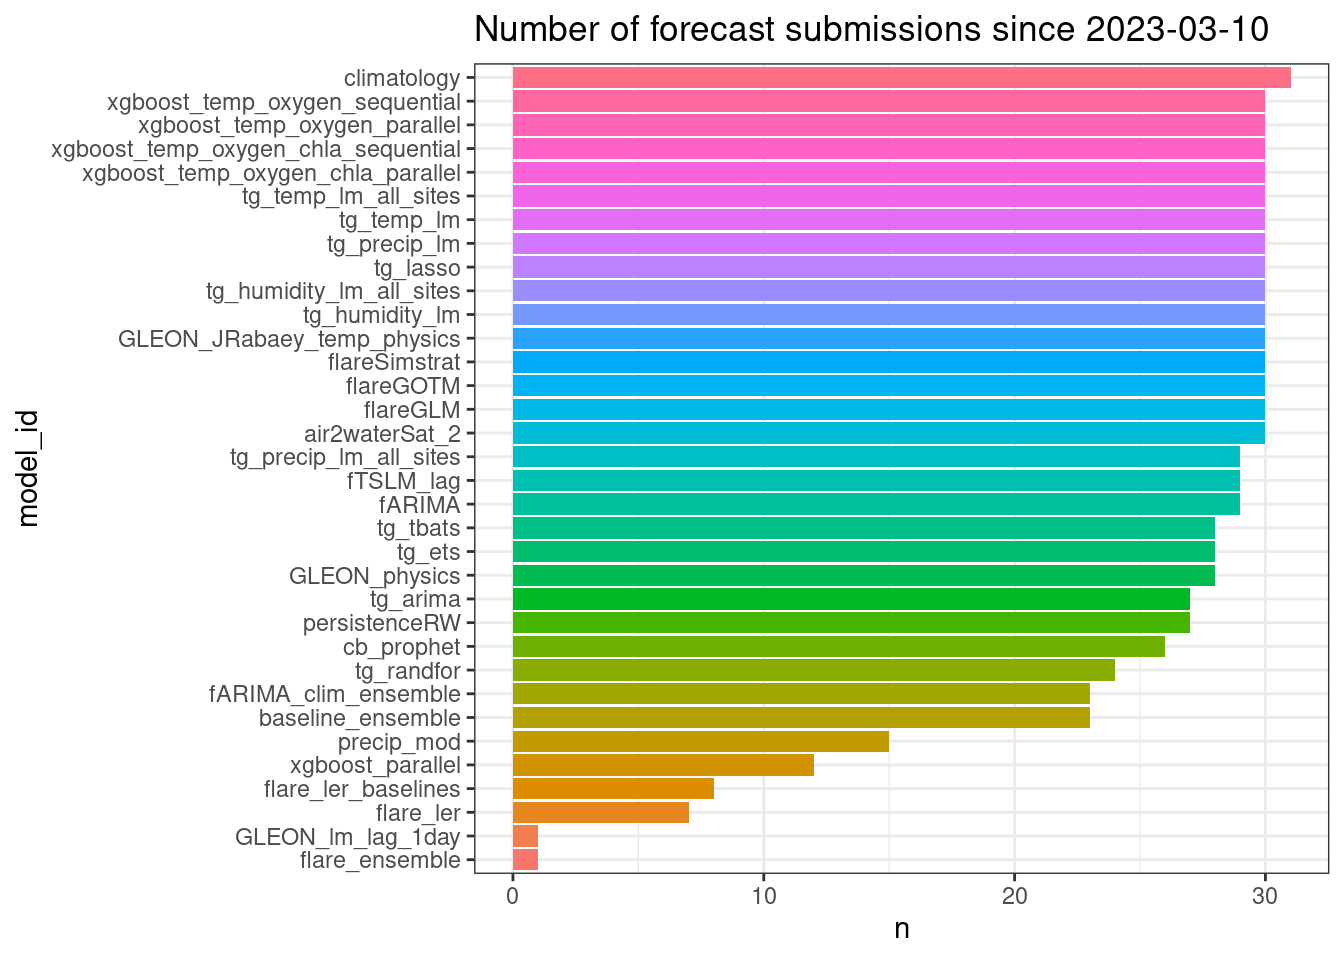 Number of forecast submissions since 2023-03-10
climatology
xgboost_temp_oxygen_sequential
xgboost_temp_oxygen_parallel
xgboost_temp_oxygen_chla_sequential
xgboost_temp_oxygen_chla_parallel
tg_temp_lm_all_sites
tg_temp_lm
tg_precip_lm
tg_lasso
tg_humidity_lm_all_sites
tg_humidity_lm
GLEON_JRabaey_temp_physics
flareSimstrat
flareGOTM
flareGLM
air2waterSat_2
tg_precip_lm_all_sites
fTSLM_lag
fARIMA
tg_tbats
tg_ets
GLEON_physics
tg_arima
persistenceRW
cb_prophet
tg_randfor
fARIMA_clim_ensemble
baseline_ensemble
precip_mod
xgboost_parallel
flare_ler_baselines
flare_ler
GLEON_lm_lag_1day
flare_ensemble
model_id
0 10 20 30
n